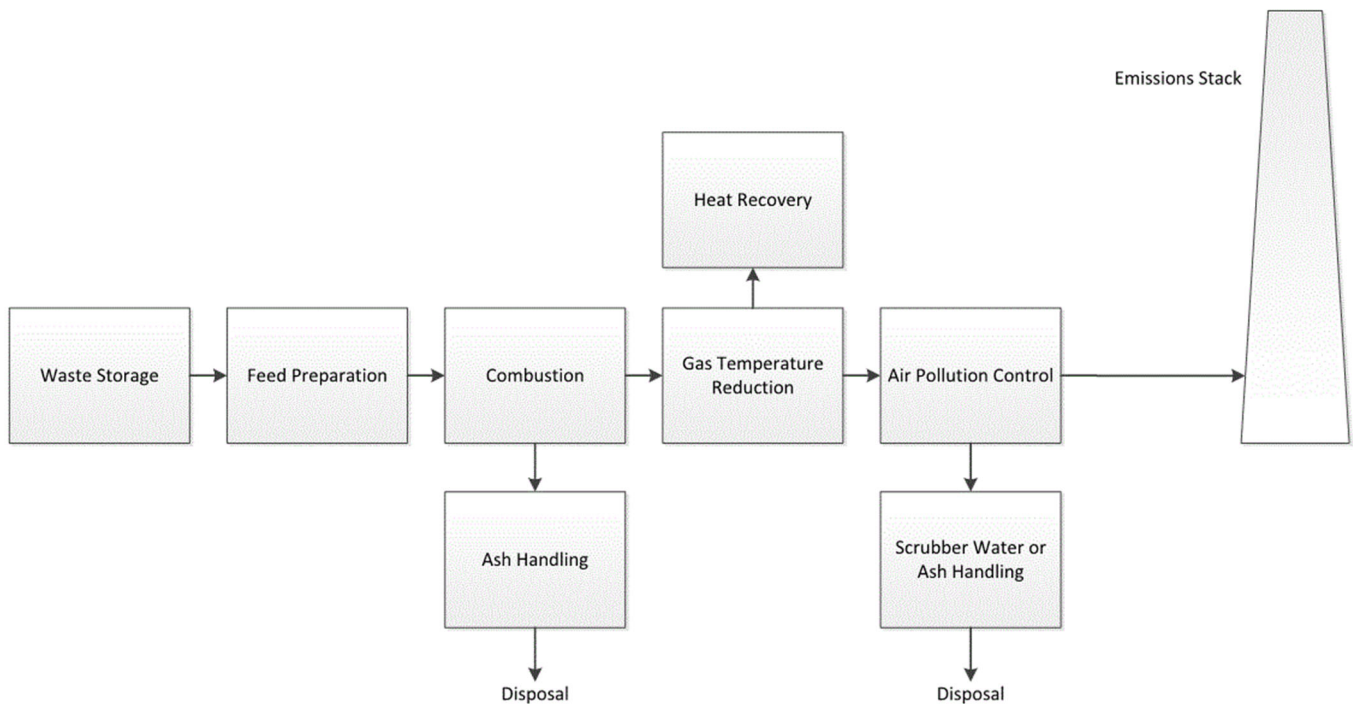 Emissions Stack
Heat Recovery
Waste Storage
Feed Preparation
Combustion
Gas Temperature
Reduction
Air Pollution Control
Ash Handling
Scrubber Water or
Ash Handling
Disposal
Disposal